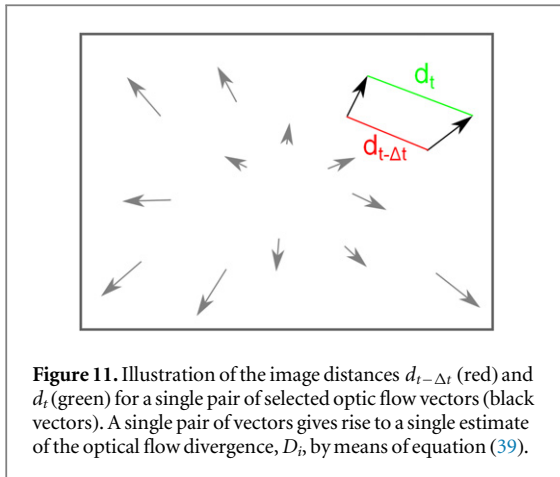 d_t
d_{t-Δt}
Figure 11. Illustration of the image distances d_{t−Δt} (red) and
d_t (green) for a single pair of selected optic flow vectors (black
vectors). A single pair of vectors gives rise to a single estimate
of the optical flow divergence, D_i, by means of equation (39).